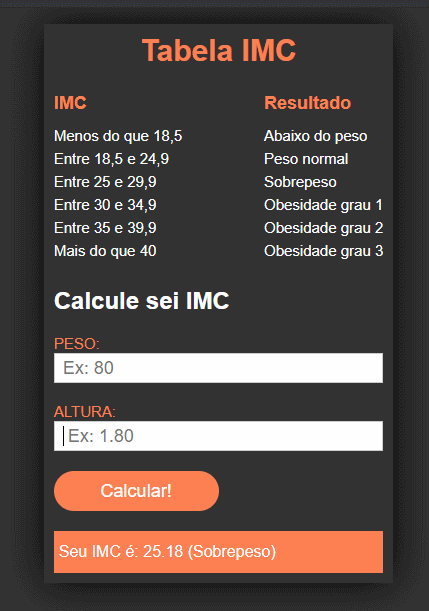 Tabela IMC
IMC Resultado
Menos do que 18,5 Abaixo do peso
Entre 18,5 e 24,9 Peso normal
Entre 25 e 29,9 Sobrepeso
Entre 30 e 34,9 Obesidade grau 1
Entre 35 e 39,9 Obesidade grau 2
Mais do que 40 Obesidade grau 3
Calcule sei IMC
PESO:
Ex: 80
ALTURA:
Ex: 1.80
Calcular!
Seu IMC é: 25.18 (Sobrepeso)